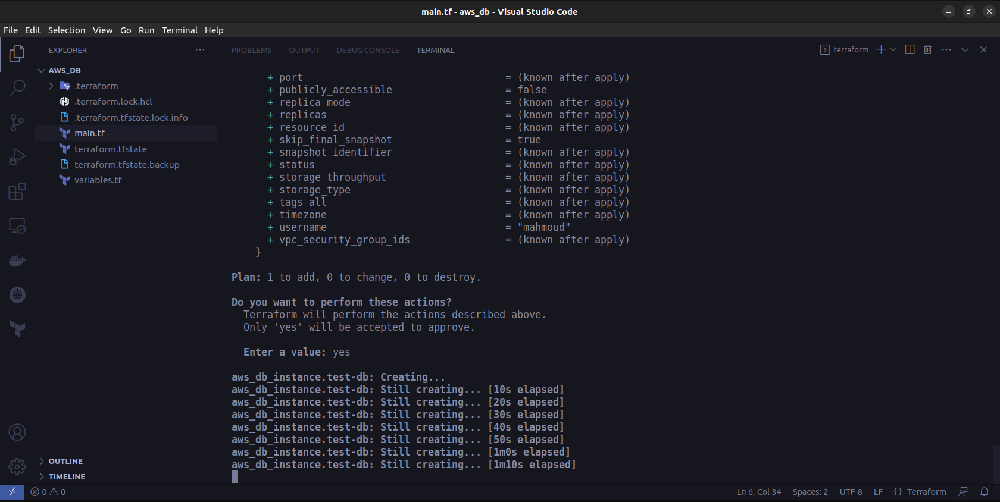 main.tf - aws_db - Visual Studio Code
File Edit Selection View Go Run Terminal Help
EXPLORER
AWS_DB
.terraform
.terraform.lock.hcl
.terraform.tfstate.lock.info
main.tf
terraform.tfstate
terraform.tfstate.backup
variables.tf
OUTLINE
TIMELINE
PROBLEMS OUTPUT DEBUG CONSOLE TERMINAL
terraform
+ port = (known after apply)
+ publicly_accessible = false
+ replica_mode = (known after apply)
+ replicas = (known after apply)
+ resource_id = (known after apply)
+ skip_final_snapshot = true
+ snapshot_identifier = (known after apply)
+ status = (known after apply)
+ storage_throughput = (known after apply)
+ storage_type = (known after apply)
+ tags_all = (known after apply)
+ timezone = (known after apply)
+ username = "mahmoud"
+ vpc_security_group_ids = (known after apply)
}
Plan: 1 to add, 0 to change, 0 to destroy.
Do you want to perform these actions?
Terraform will perform the actions described above.
Only 'yes' will be accepted to approve.
Enter a value: yes
aws_db_instance.test-db: Creating...
aws_db_instance.test-db: Still creating... [10s elapsed]
aws_db_instance.test-db: Still creating... [20s elapsed]
aws_db_instance.test-db: Still creating... [30s elapsed]
aws_db_instance.test-db: Still creating... [40s elapsed]
aws_db_instance.test-db: Still creating... [50s elapsed]
aws_db_instance.test-db: Still creating... [1m0s elapsed]
aws_db_instance.test-db: Still creating... [1m10s elapsed]
0 0 Ln 6, Col 34 Spaces: 2 UTF-8 LF {} Terraform